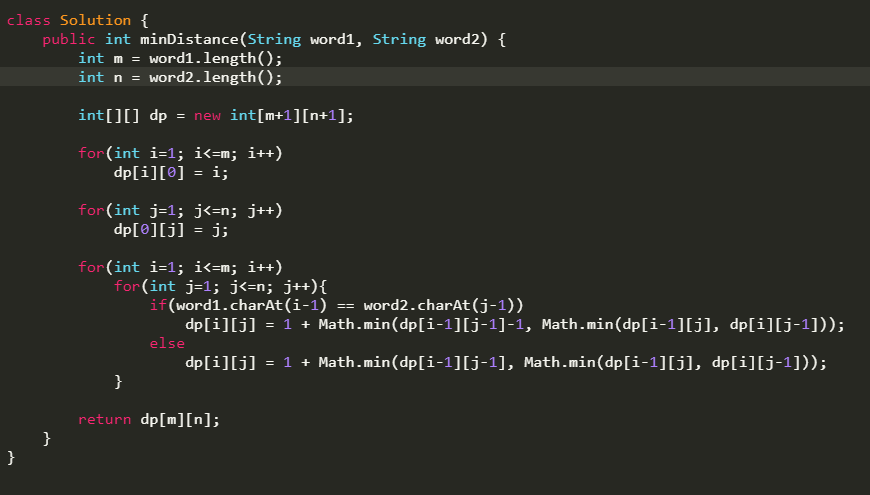 class Solution {
    public int minDistance(String word1, String word2) {
        int m = word1.length();
        int n = word2.length();

        int[][] dp = new int[m+1][n+1];

        for(int i=1; i<=m; i++)
            dp[i][0] = i;

        for(int j=1; j<=n; j++)
            dp[0][j] = j;

        for(int i=1; i<=m; i++)
            for(int j=1; j<=n; j++){
                if(word1.charAt(i-1) == word2.charAt(j-1))
                    dp[i][j] = 1 + Math.min(dp[i-1][j-1]-1, Math.min(dp[i-1][j], dp[i][j-1]));
                else
                    dp[i][j] = 1 + Math.min(dp[i-1][j-1], Math.min(dp[i-1][j], dp[i][j-1]));
            }

        return dp[m][n];
    }
}